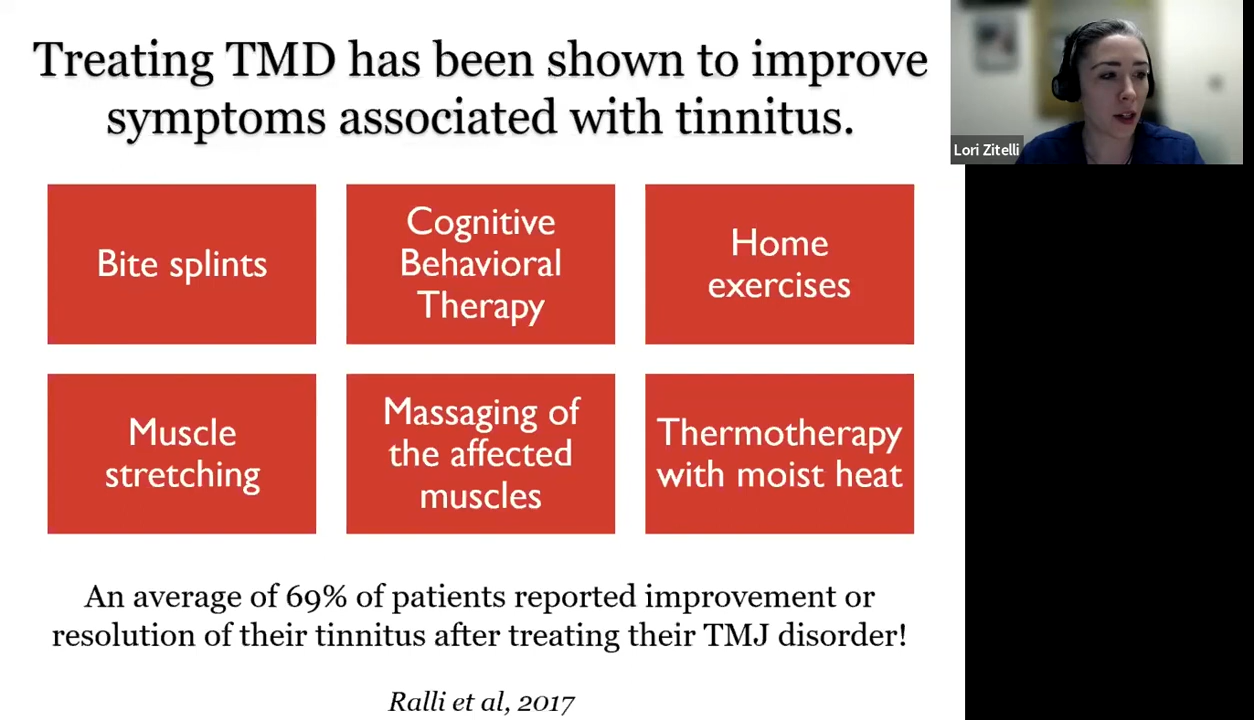 Treating TMD has been shown to improve
symptoms associated with tinnitus.
Lori Zitelli
Bite splints
Cognitive
Behavioral
Therapy
Home
exercises
Muscle
stretching
Massaging of
the affected
muscles
Thermotherapy
with moist heat
An average of 69% of patients reported improvement or
resolution of their tinnitus after treating their TMJ disorder!
Ralli et al, 2017